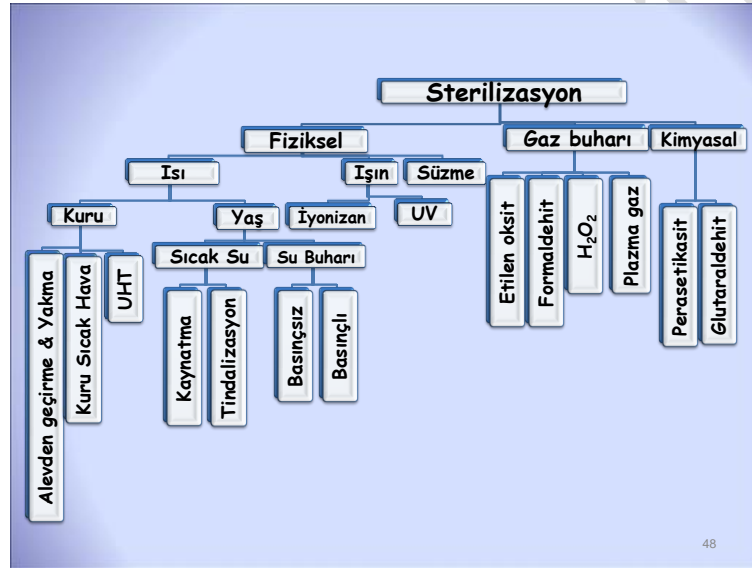 Sterilizasyon
Fiziksel
Gaz buharı
Kimyasal
Isı
Işın
Süzme
Kuru
Yaş
İyonizan
UV
Sıcak Su
Su Buharı
Alevden geçirme & Yakma
Kuru Sıcak Hava
UHT
Kaynatma
Tindalizasyon
Basınçsız
Basınçlı
Etilen oksit
Formaldehit
H₂O₂
Plazma gaz
Perasetikasit
Glutaraldehit
48